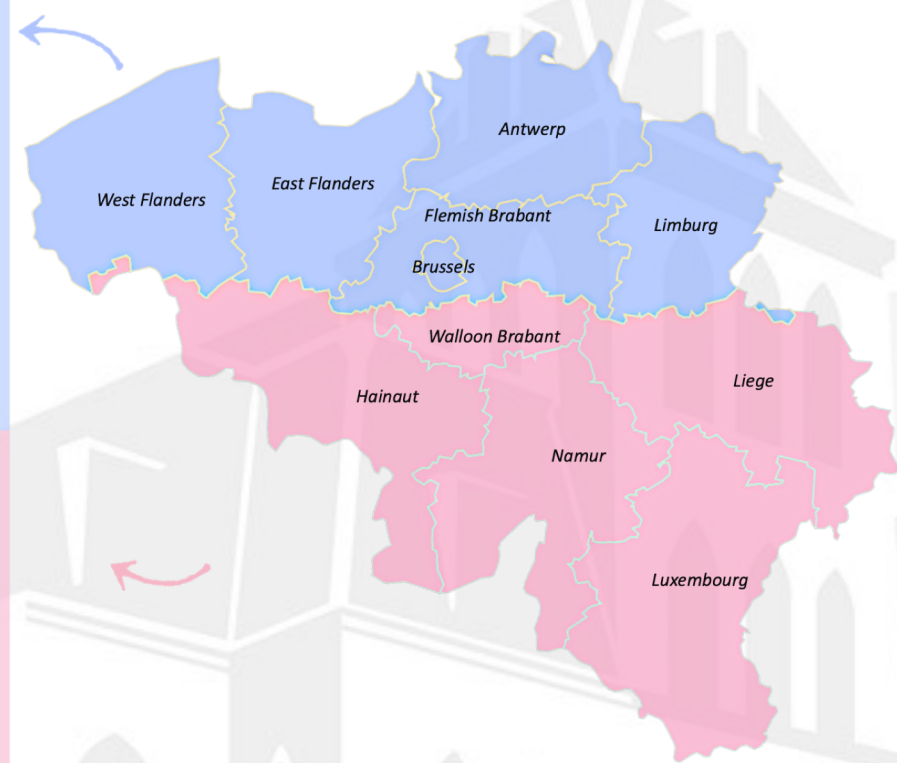 Antwerp
East Flanders
West Flanders
Flemish Brabant
Limburg
Brussels
Walloon Brabant
Liege
Hainaut
Namur
Luxembourg